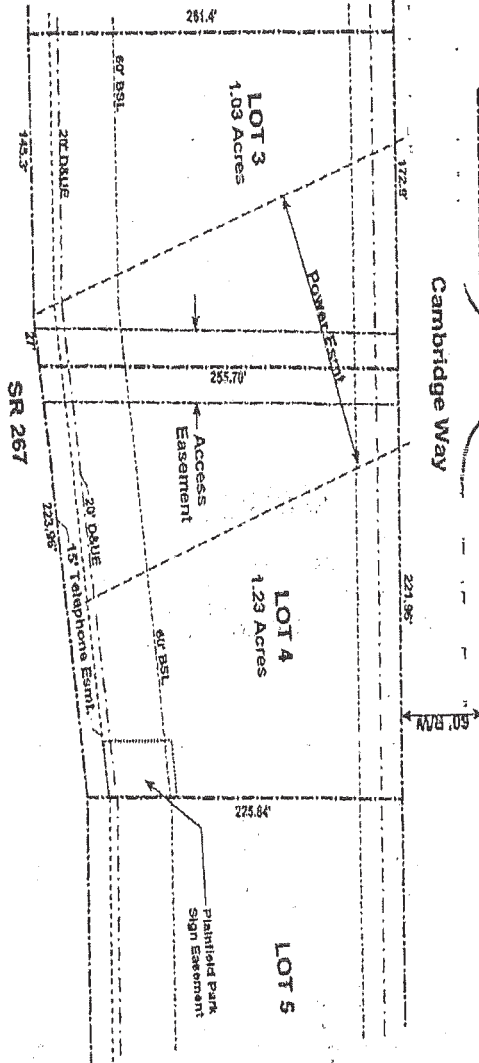 261.4'
60' BSL
LOT 3
1.03 Acres
20' D&UE
145.3'
172.9'
Cambridge Way
Power Esmt
27'
255.70'
SR 267
Access
Easement
20' D&UE
223.96'
15' Telephone Esmt.
LOT 4
1.23 Acres
221.96'
60' BSL
60' R/W
225.84'
Plainfield Park
Sign Easement
LOT 5